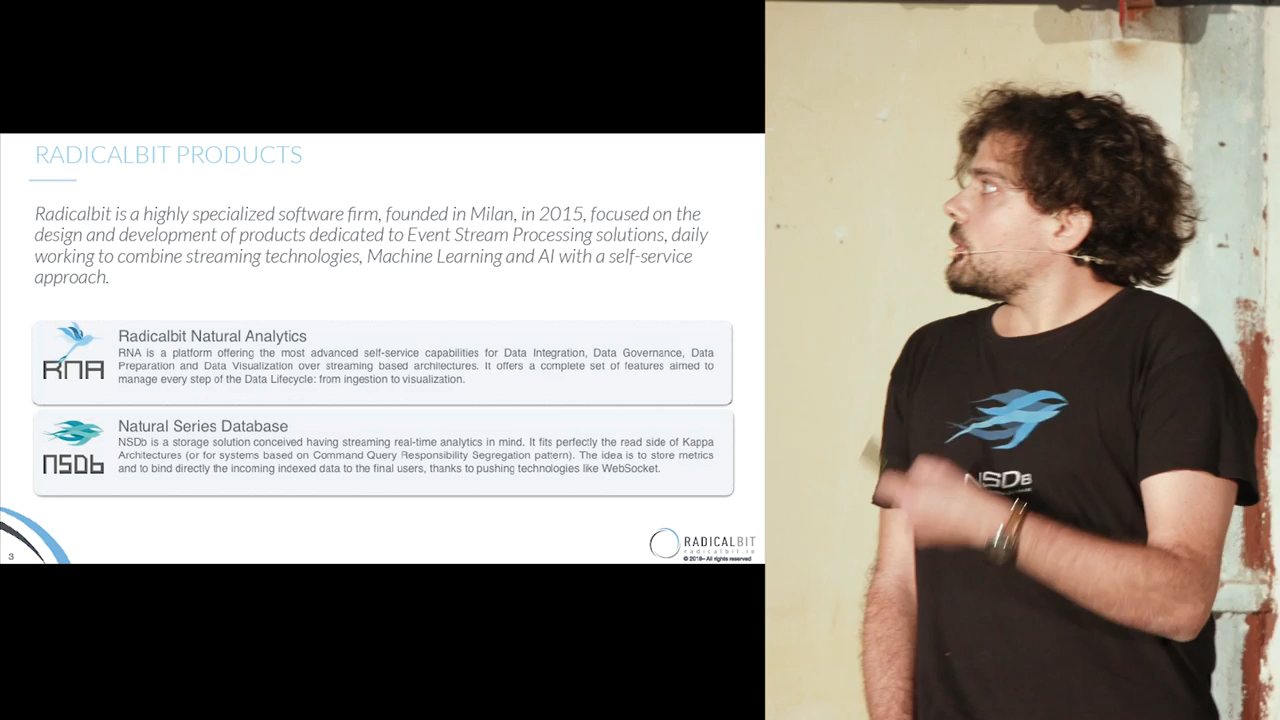 RADICALBIT PRODUCTS
Radicalbit is a highly specialized software firm, founded in Milan, in 2015, focused on the
design and development of products dedicated to Event Stream Processing solutions, daily
working to combine streaming technologies, Machine Learning and AI with a self-service
approach.
RNA
Radicalbit Natural Analytics
RNA is a platform offering the most advanced self-service capabilities for Data Integration, Data Governance, Data
Preparation and Data Visualization over streaming based architectures. It offers a complete set of features aimed to
manage every step of the Data Lifecycle: from ingestion to visualization.
NSDb
Natural Series Database
NSDb is a storage solution conceived having streaming real-time analytics in mind. It fits perfectly the read side of Kappa
Architectures (or for systems based on Command Query Responsibility Segregation pattern). The idea is to store metrics
and to bind directly the incoming indexed data to the final users, thanks to pushing technologies like WebSocket.
3
RADICALBIT
radicalbit.io
© 2018– All rights reserved
NSDB